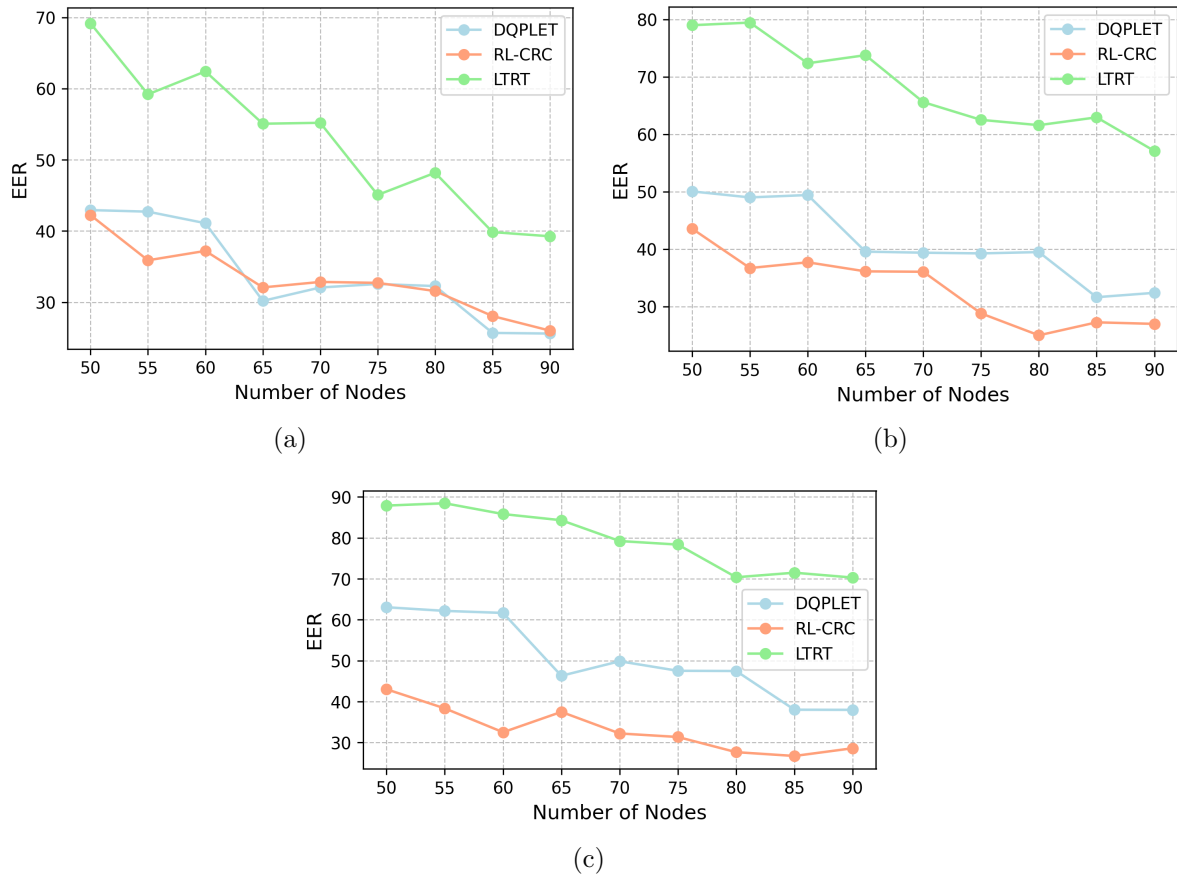 70
60
50
40
30
EER
DQPLET
RL-CRC
LTRT
50 55 60 65 70 75 80 85 90
Number of Nodes
(a)
80
70
60
50
40
30
EER
DQPLET
RL-CRC
LTRT
50 55 60 65 70 75 80 85 90
Number of Nodes
(b)
90
80
70
60
50
40
30
EER
DQPLET
RL-CRC
LTRT
50 55 60 65 70 75 80 85 90
Number of Nodes
(c)